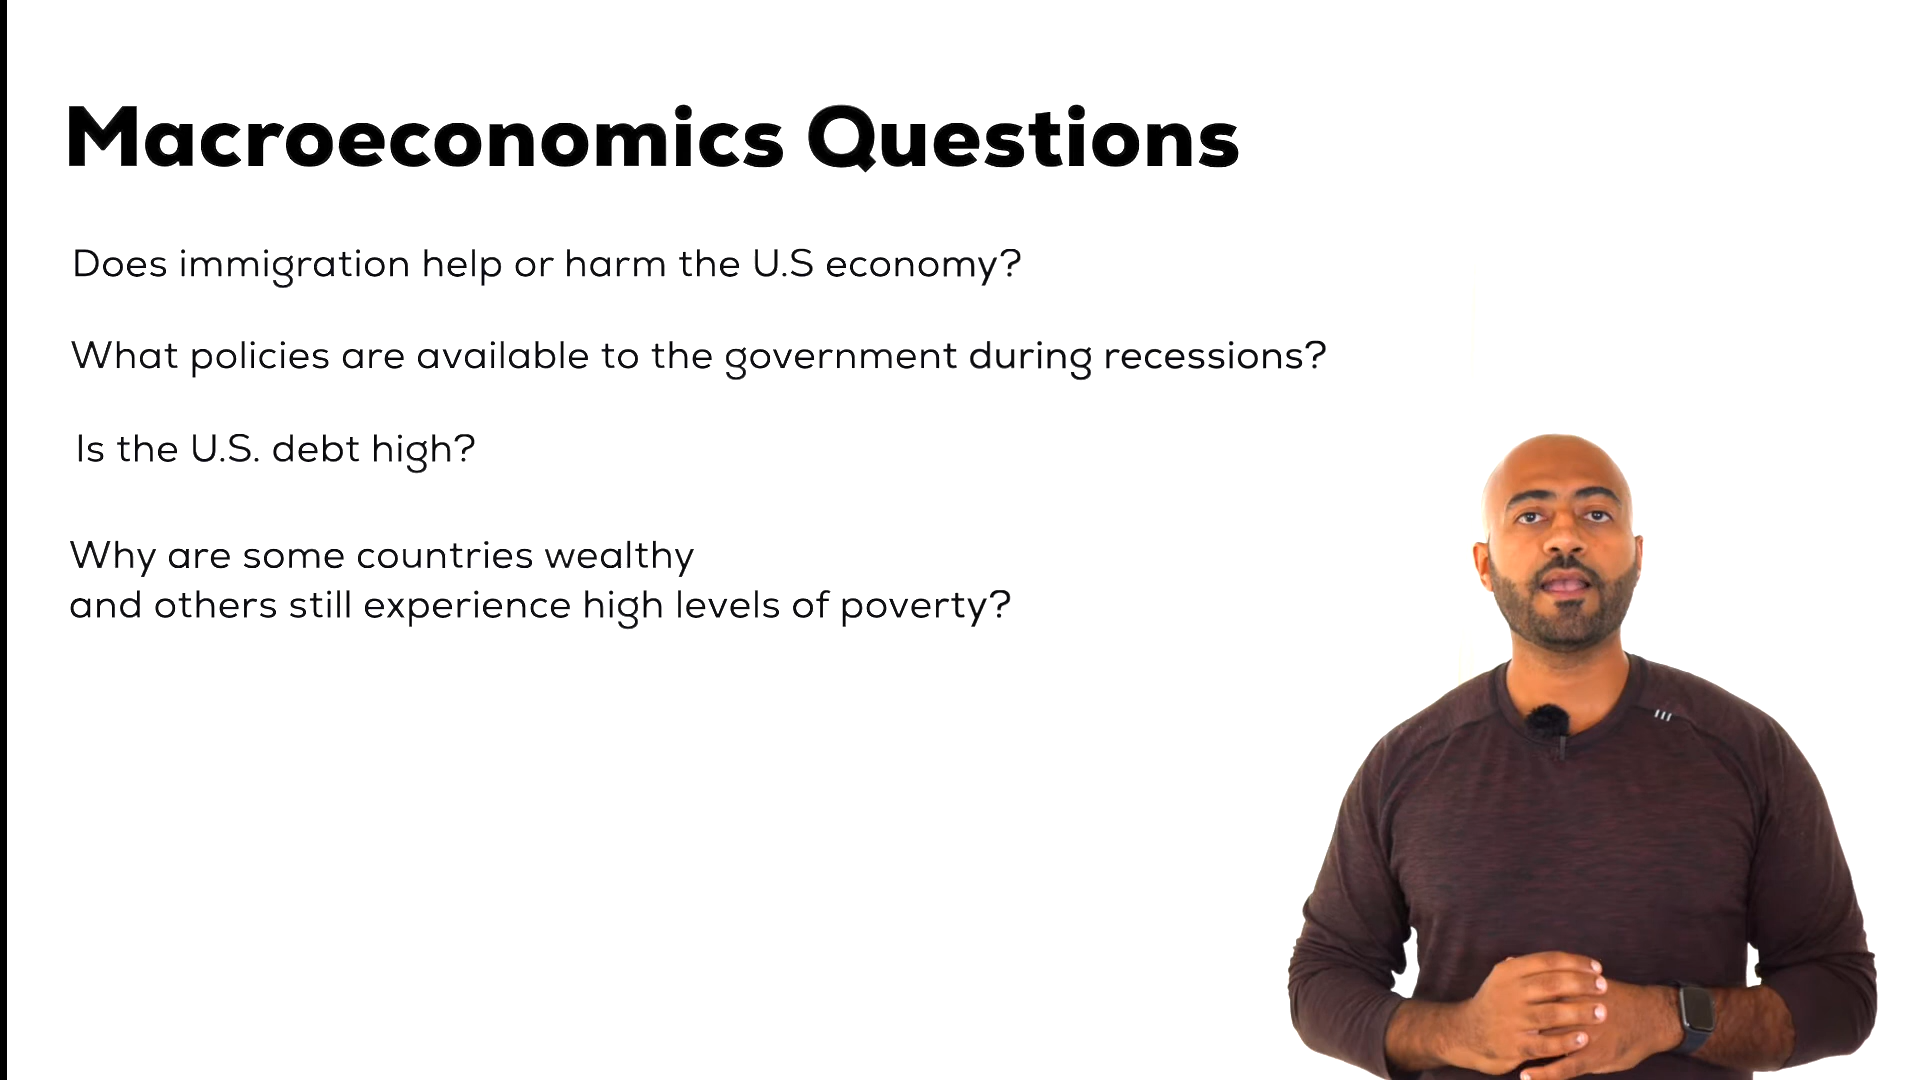 Macroeconomics Questions
Does immigration help or harm the U.S economy?
What policies are available to the government during recessions?
Is the U.S. debt high?
Why are some countries wealthy
and others still experience high levels of poverty?